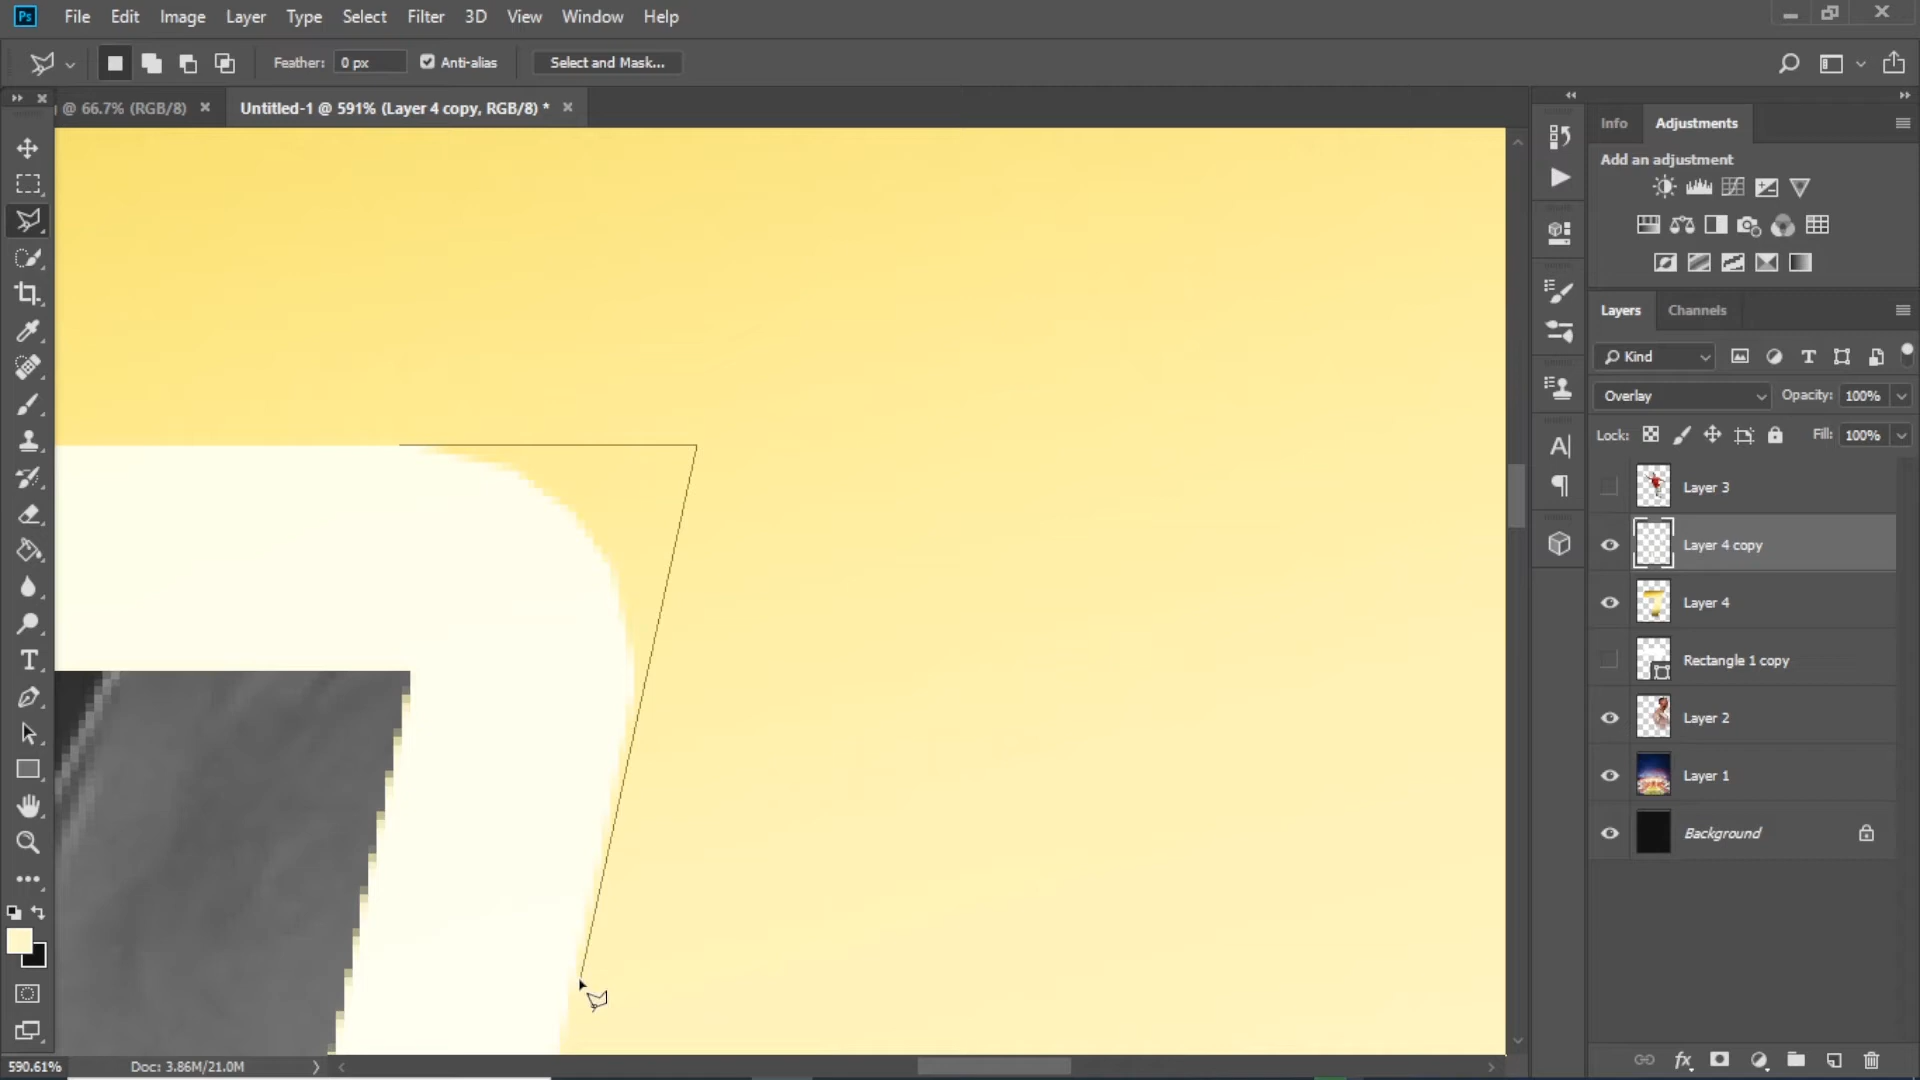 Ps File Edit Image Layer Type Select Filter 3D View Window Help
Feather: 0 px Anti-alias Select and Mask...
@ 66.7% (RGB/8) × Untitled-1 @ 591% (Layer 4 copy, RGB/8) * ×
Info Adjustments
Add an adjustment
Layers Channels
Kind
Overlay Opacity: 100%
Lock: Fill: 100%
Layer 3
Layer 4 copy
Layer 4
Rectangle 1 copy
Layer 2
Layer 1
Background
590.61% Doc: 3.86M/21.0M